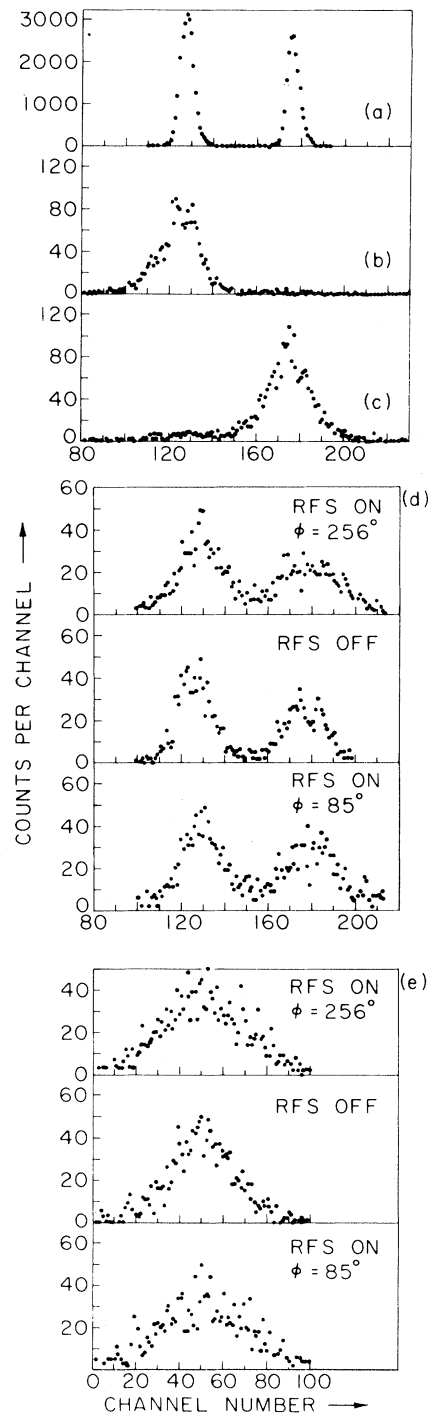 3000
2000
1000
0
(a)
120
80
40
0
(b)
120
80
40
0
(c)
80 120 160 200
COUNTS PER CHANNEL
(d)
60
40
20
0
RFS ON
ϕ = 256°
60
40
20
0
RFS OFF
60
40
20
0
RFS ON
ϕ = 85°
80 120 160 200
(e)
40
20
0
RFS ON
ϕ = 256°
60
40
20
0
RFS OFF
60
40
20
RFS ON
ϕ = 85°
0 20 40 60 80 100
CHANNEL NUMBER